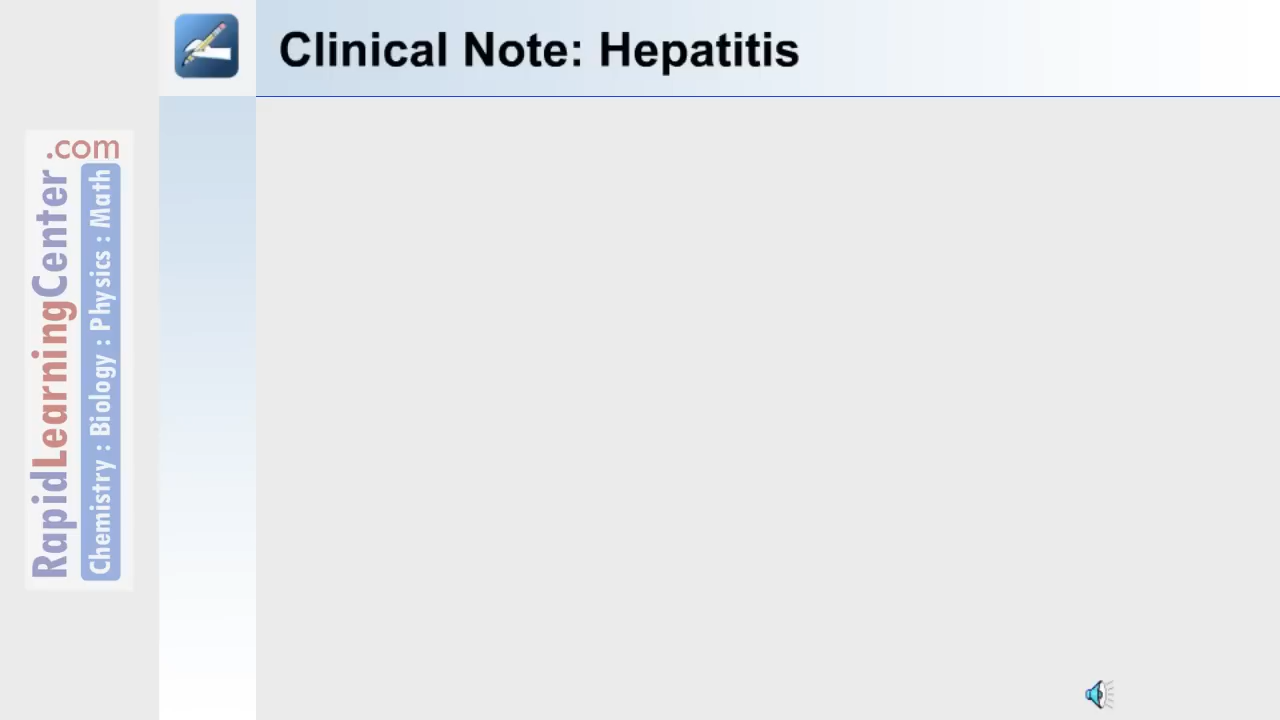 Clinical Note: Hepatitis
RapidLearningCenter
.com
Chemistry : Biology : Physics : Math